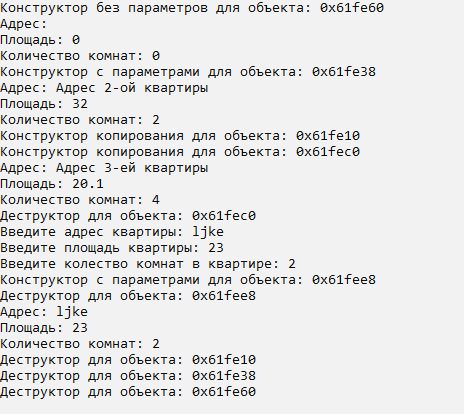 Конструктор без параметров для объекта: 0x61fe60
Адрес:
Площадь: 0
Количество комнат: 0
Конструктор с параметрами для объекта: 0x61fe38
Адрес: Адрес 2-ой квартиры
Площадь: 32
Количество комнат: 2
Конструктор копирования для объекта: 0x61fe10
Конструктор копирования для объекта: 0x61fec0
Адрес: Адрес 3-ей квартиры
Площадь: 20.1
Количество комнат: 4
Деструктор для объекта: 0x61fec0
Введите адрес квартиры: ljke
Введите площадь квартиры: 23
Введите колество комнат в квартире: 2
Конструктор с параметрами для объекта: 0x61fee8
Деструктор для объекта: 0x61fee8
Адрес: ljke
Площадь: 23
Количество комнат: 2
Деструктор для объекта: 0x61fe10
Деструктор для объекта: 0x61fe38
Деструктор для объекта: 0x61fe60